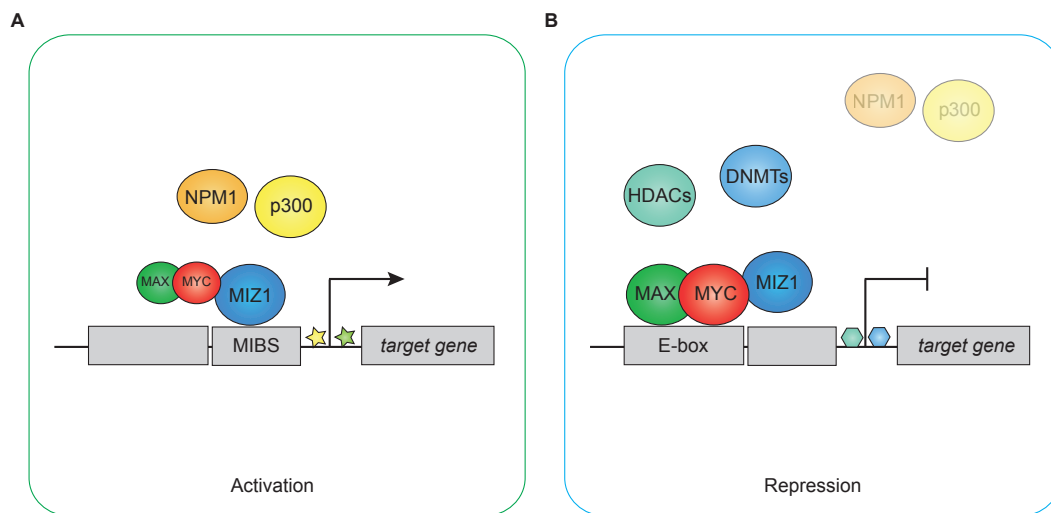 A
NPM1
p300
MAX
MYC
MIZ1
MIBS
target gene
Activation
B
NPM1
p300
HDACs
DNMTs
MAX
MYC
MIZ1
E-box
target gene
Repression